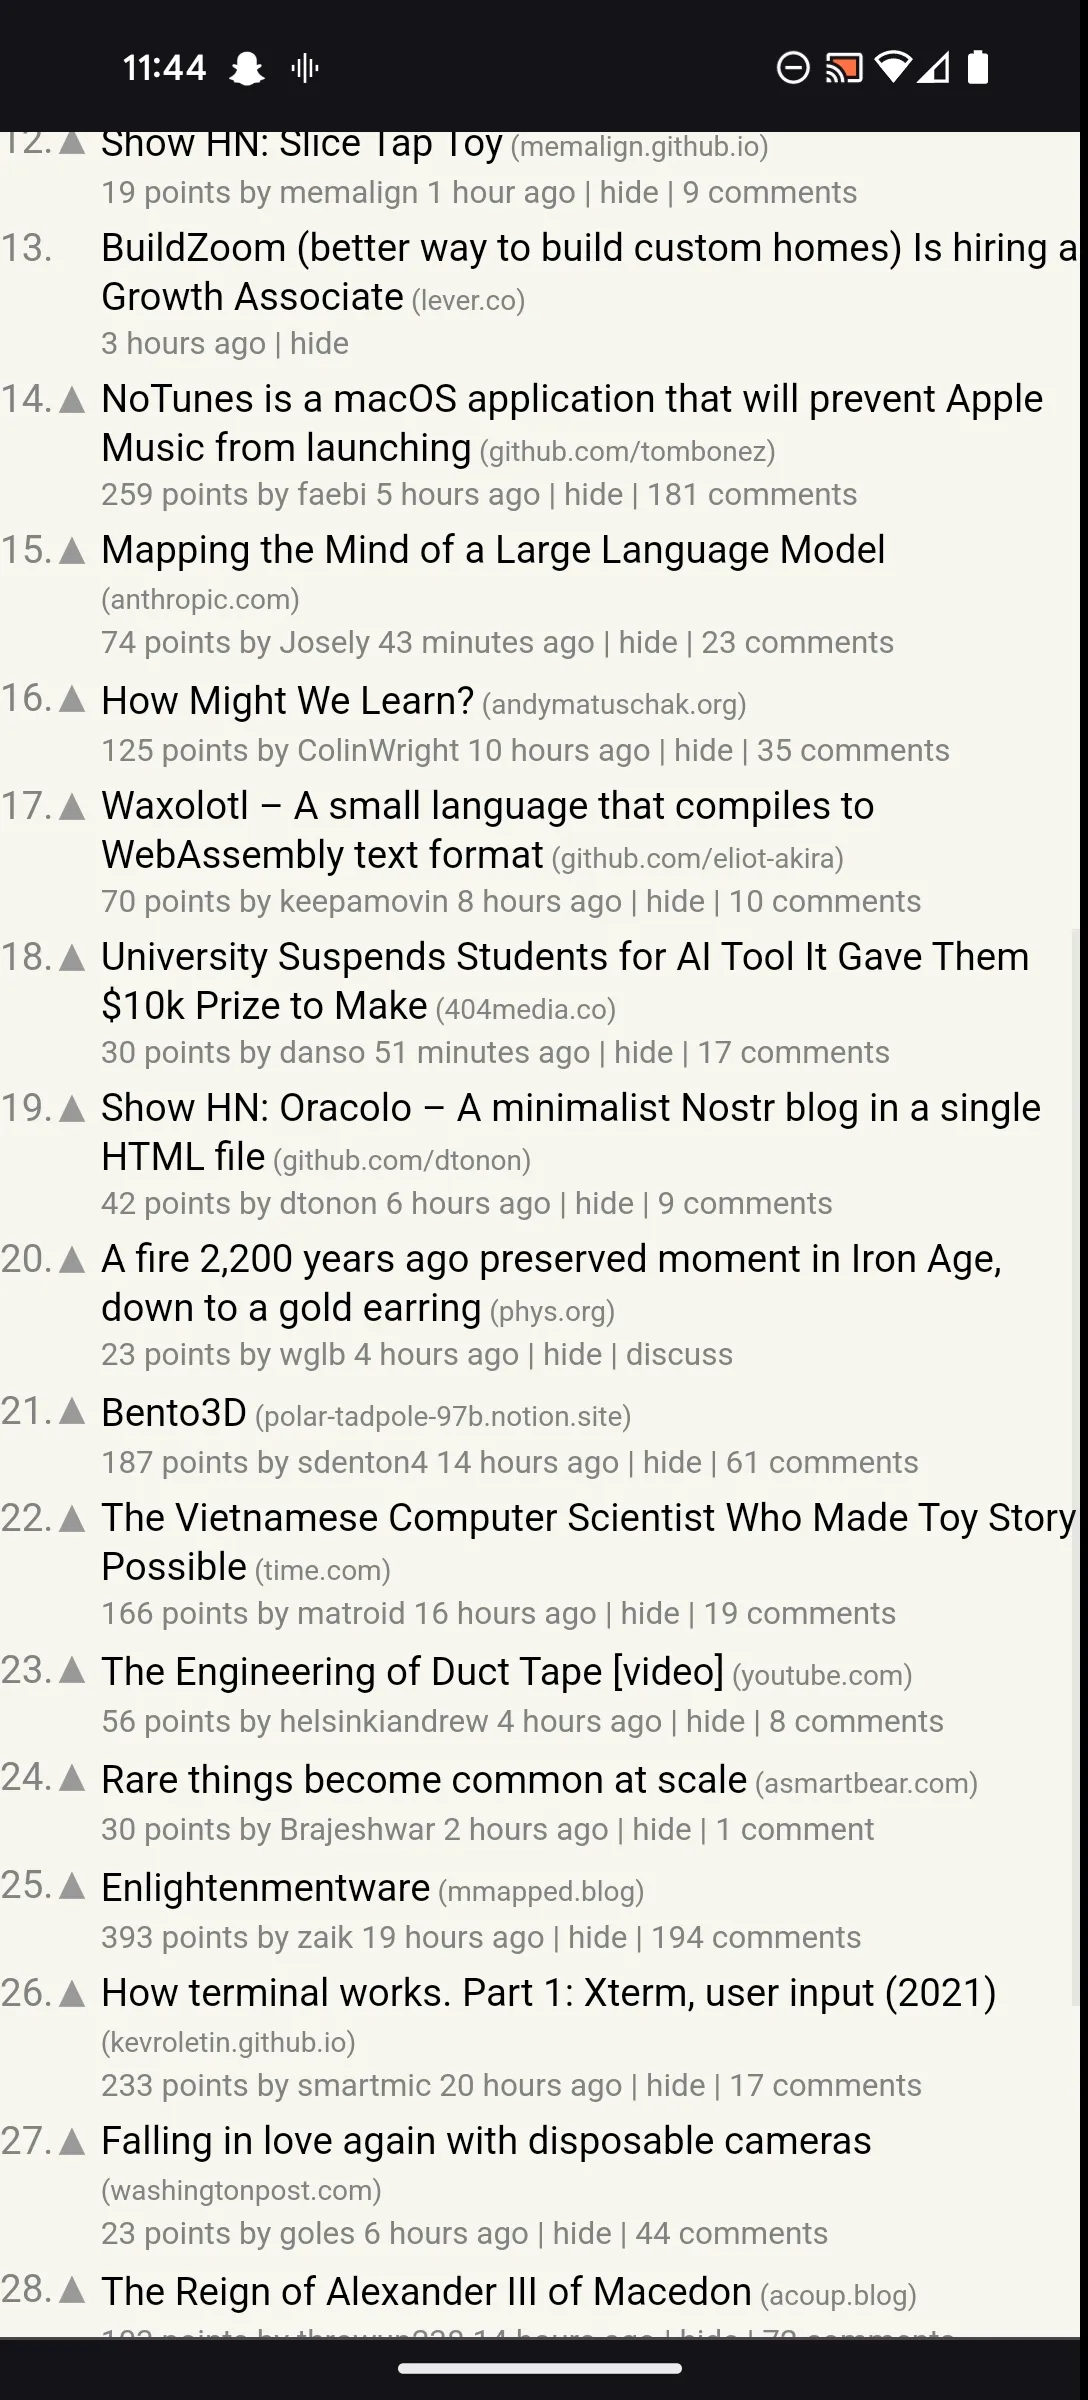 11:44
12. Show HN: Slice Tap Toy (memalign.github.io)
19 points by memalign 1 hour ago | hide | 9 comments
13. BuildZoom (better way to build custom homes) Is hiring a
Growth Associate (lever.co)
3 hours ago | hide
14. NoTunes is a macOS application that will prevent Apple
Music from launching (github.com/tombonez)
259 points by faebi 5 hours ago | hide | 181 comments
15. Mapping the Mind of a Large Language Model
(anthropic.com)
74 points by Josely 43 minutes ago | hide | 23 comments
16. How Might We Learn? (andymatuschak.org)
125 points by ColinWright 10 hours ago | hide | 35 comments
17. Waxolotl – A small language that compiles to
WebAssembly text format (github.com/eliot-akira)
70 points by keepamovin 8 hours ago | hide | 10 comments
18. University Suspends Students for AI Tool It Gave Them
$10k Prize to Make (404media.co)
30 points by danso 51 minutes ago | hide | 17 comments
19. Show HN: Oracolo – A minimalist Nostr blog in a single
HTML file (github.com/dtonon)
42 points by dtonon 6 hours ago | hide | 9 comments
20. A fire 2,200 years ago preserved moment in Iron Age,
down to a gold earring (phys.org)
23 points by wglb 4 hours ago | hide | discuss
21. Bento3D (polar-tadpole-97b.notion.site)
187 points by sdenton4 14 hours ago | hide | 61 comments
22. The Vietnamese Computer Scientist Who Made Toy Story
Possible (time.com)
166 points by matroid 16 hours ago | hide | 19 comments
23. The Engineering of Duct Tape [video] (youtube.com)
56 points by helsinkiandrew 4 hours ago | hide | 8 comments
24. Rare things become common at scale (asmartbear.com)
30 points by Brajeshwar 2 hours ago | hide | 1 comment
25. Enlightenmentware (mmapped.blog)
393 points by zaik 19 hours ago | hide | 194 comments
26. How terminal works. Part 1: Xterm, user input (2021)
(kevroletin.github.io)
233 points by smartmic 20 hours ago | hide | 17 comments
27. Falling in love again with disposable cameras
(washingtonpost.com)
23 points by goles 6 hours ago | hide | 44 comments
28. The Reign of Alexander III of Macedon (acoup.blog)
points by 14 hours ago | hide | comments